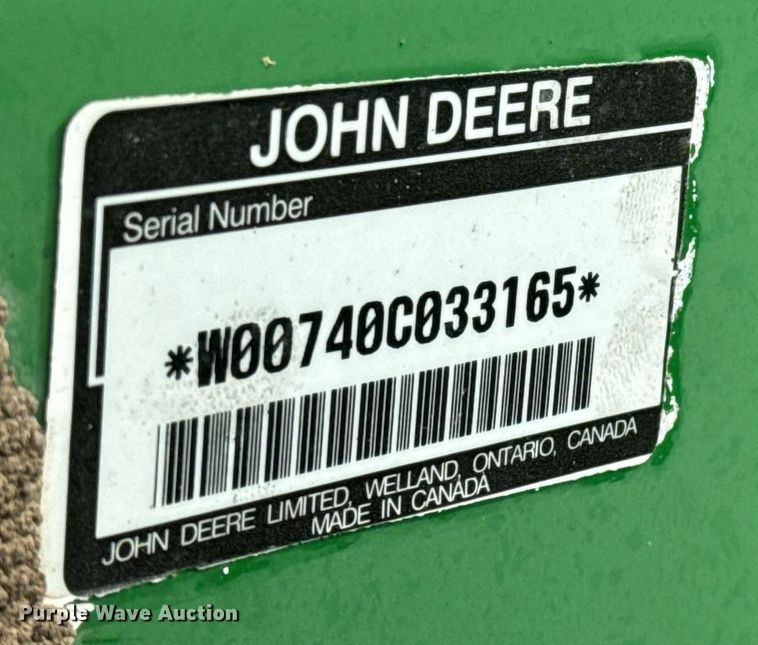 JOHN DEERE
Serial Number
*W00740C033165*
JOHN DEERE LIMITED, WELLAND, ONTARIO, CANADA
MADE IN CANADA
Purple Wave Auction